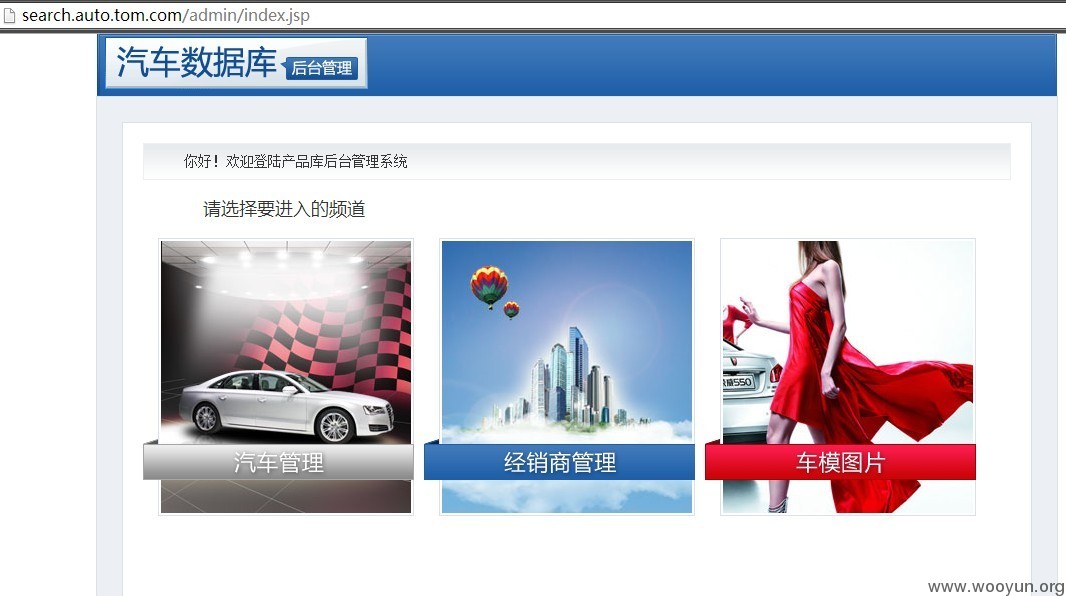 search.auto.tom.com/admin/index.jsp
汽车数据库 后台管理
你好！欢迎登陆产品库后台管理系统
请选择要进入的频道
550
汽车管理 经销商管理 车模图片
www.wooyun.org